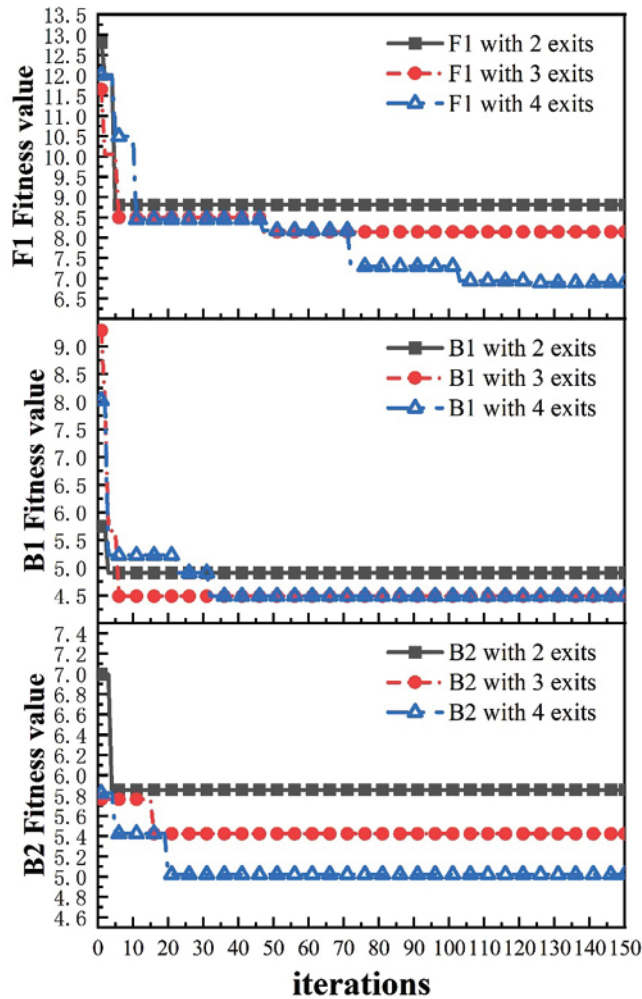 13.5
13.0
12.5
12.0
11.5
11.0
10.5
10.0
9.5
9.0
8.5
8.0
7.5
7.0
6.5
F1 Fitness value
F1 with 2 exits
F1 with 3 exits
F1 with 4 exits
9.0
8.5
8.0
7.5
7.0
6.5
6.0
5.5
5.0
4.5
B1 Fitness value
B1 with 2 exits
B1 with 3 exits
B1 with 4 exits
7.4
7.2
7.0
6.8
6.6
6.4
6.2
6.0
5.8
5.6
5.4
5.2
5.0
4.8
4.6
B2 Fitness value
B2 with 2 exits
B2 with 3 exits
B2 with 4 exits
0 10 20 30 40 50 60 70 80 90 100 110 120 130 140 150
iterations